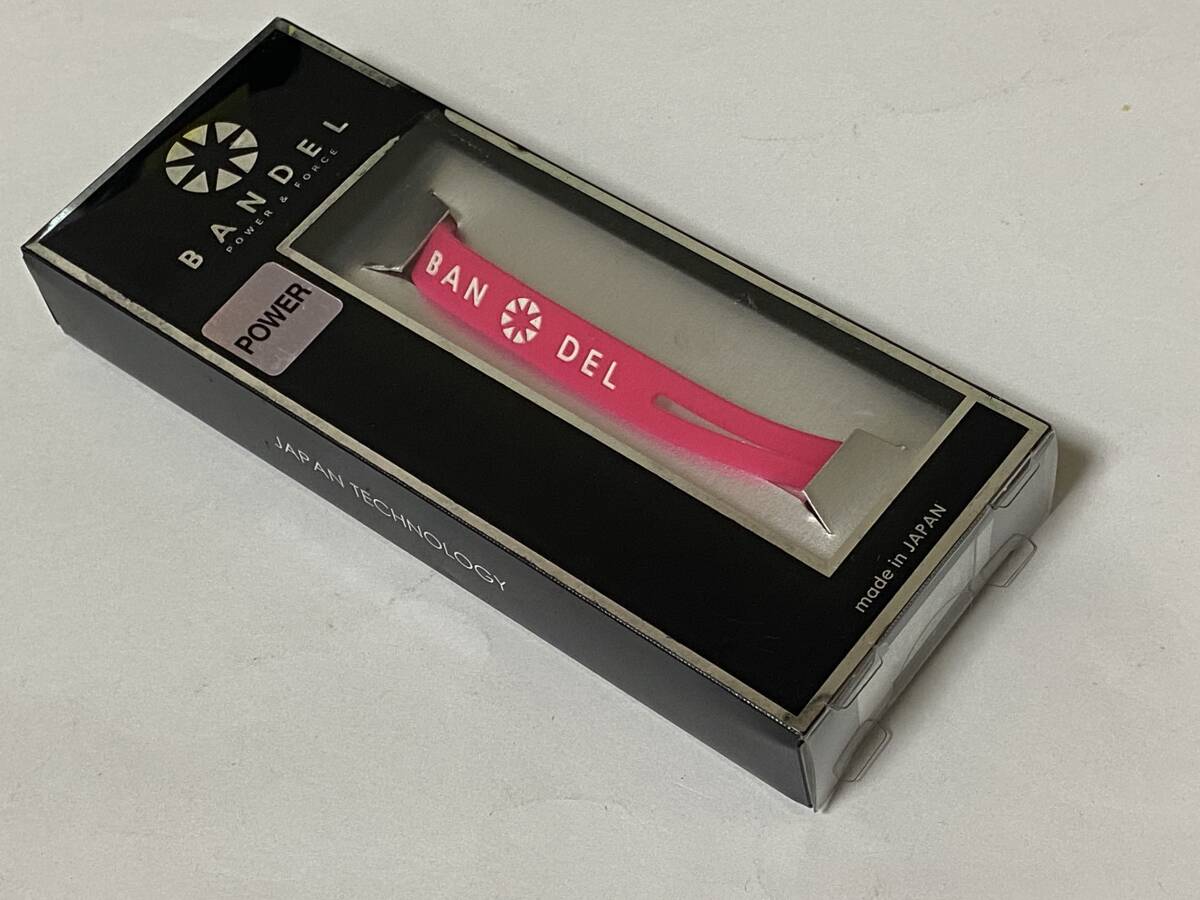 BANDEL
POWER & FORCE
POWER
BAN DEL
JAPAN TECHNOLOGY
made in JAPAN